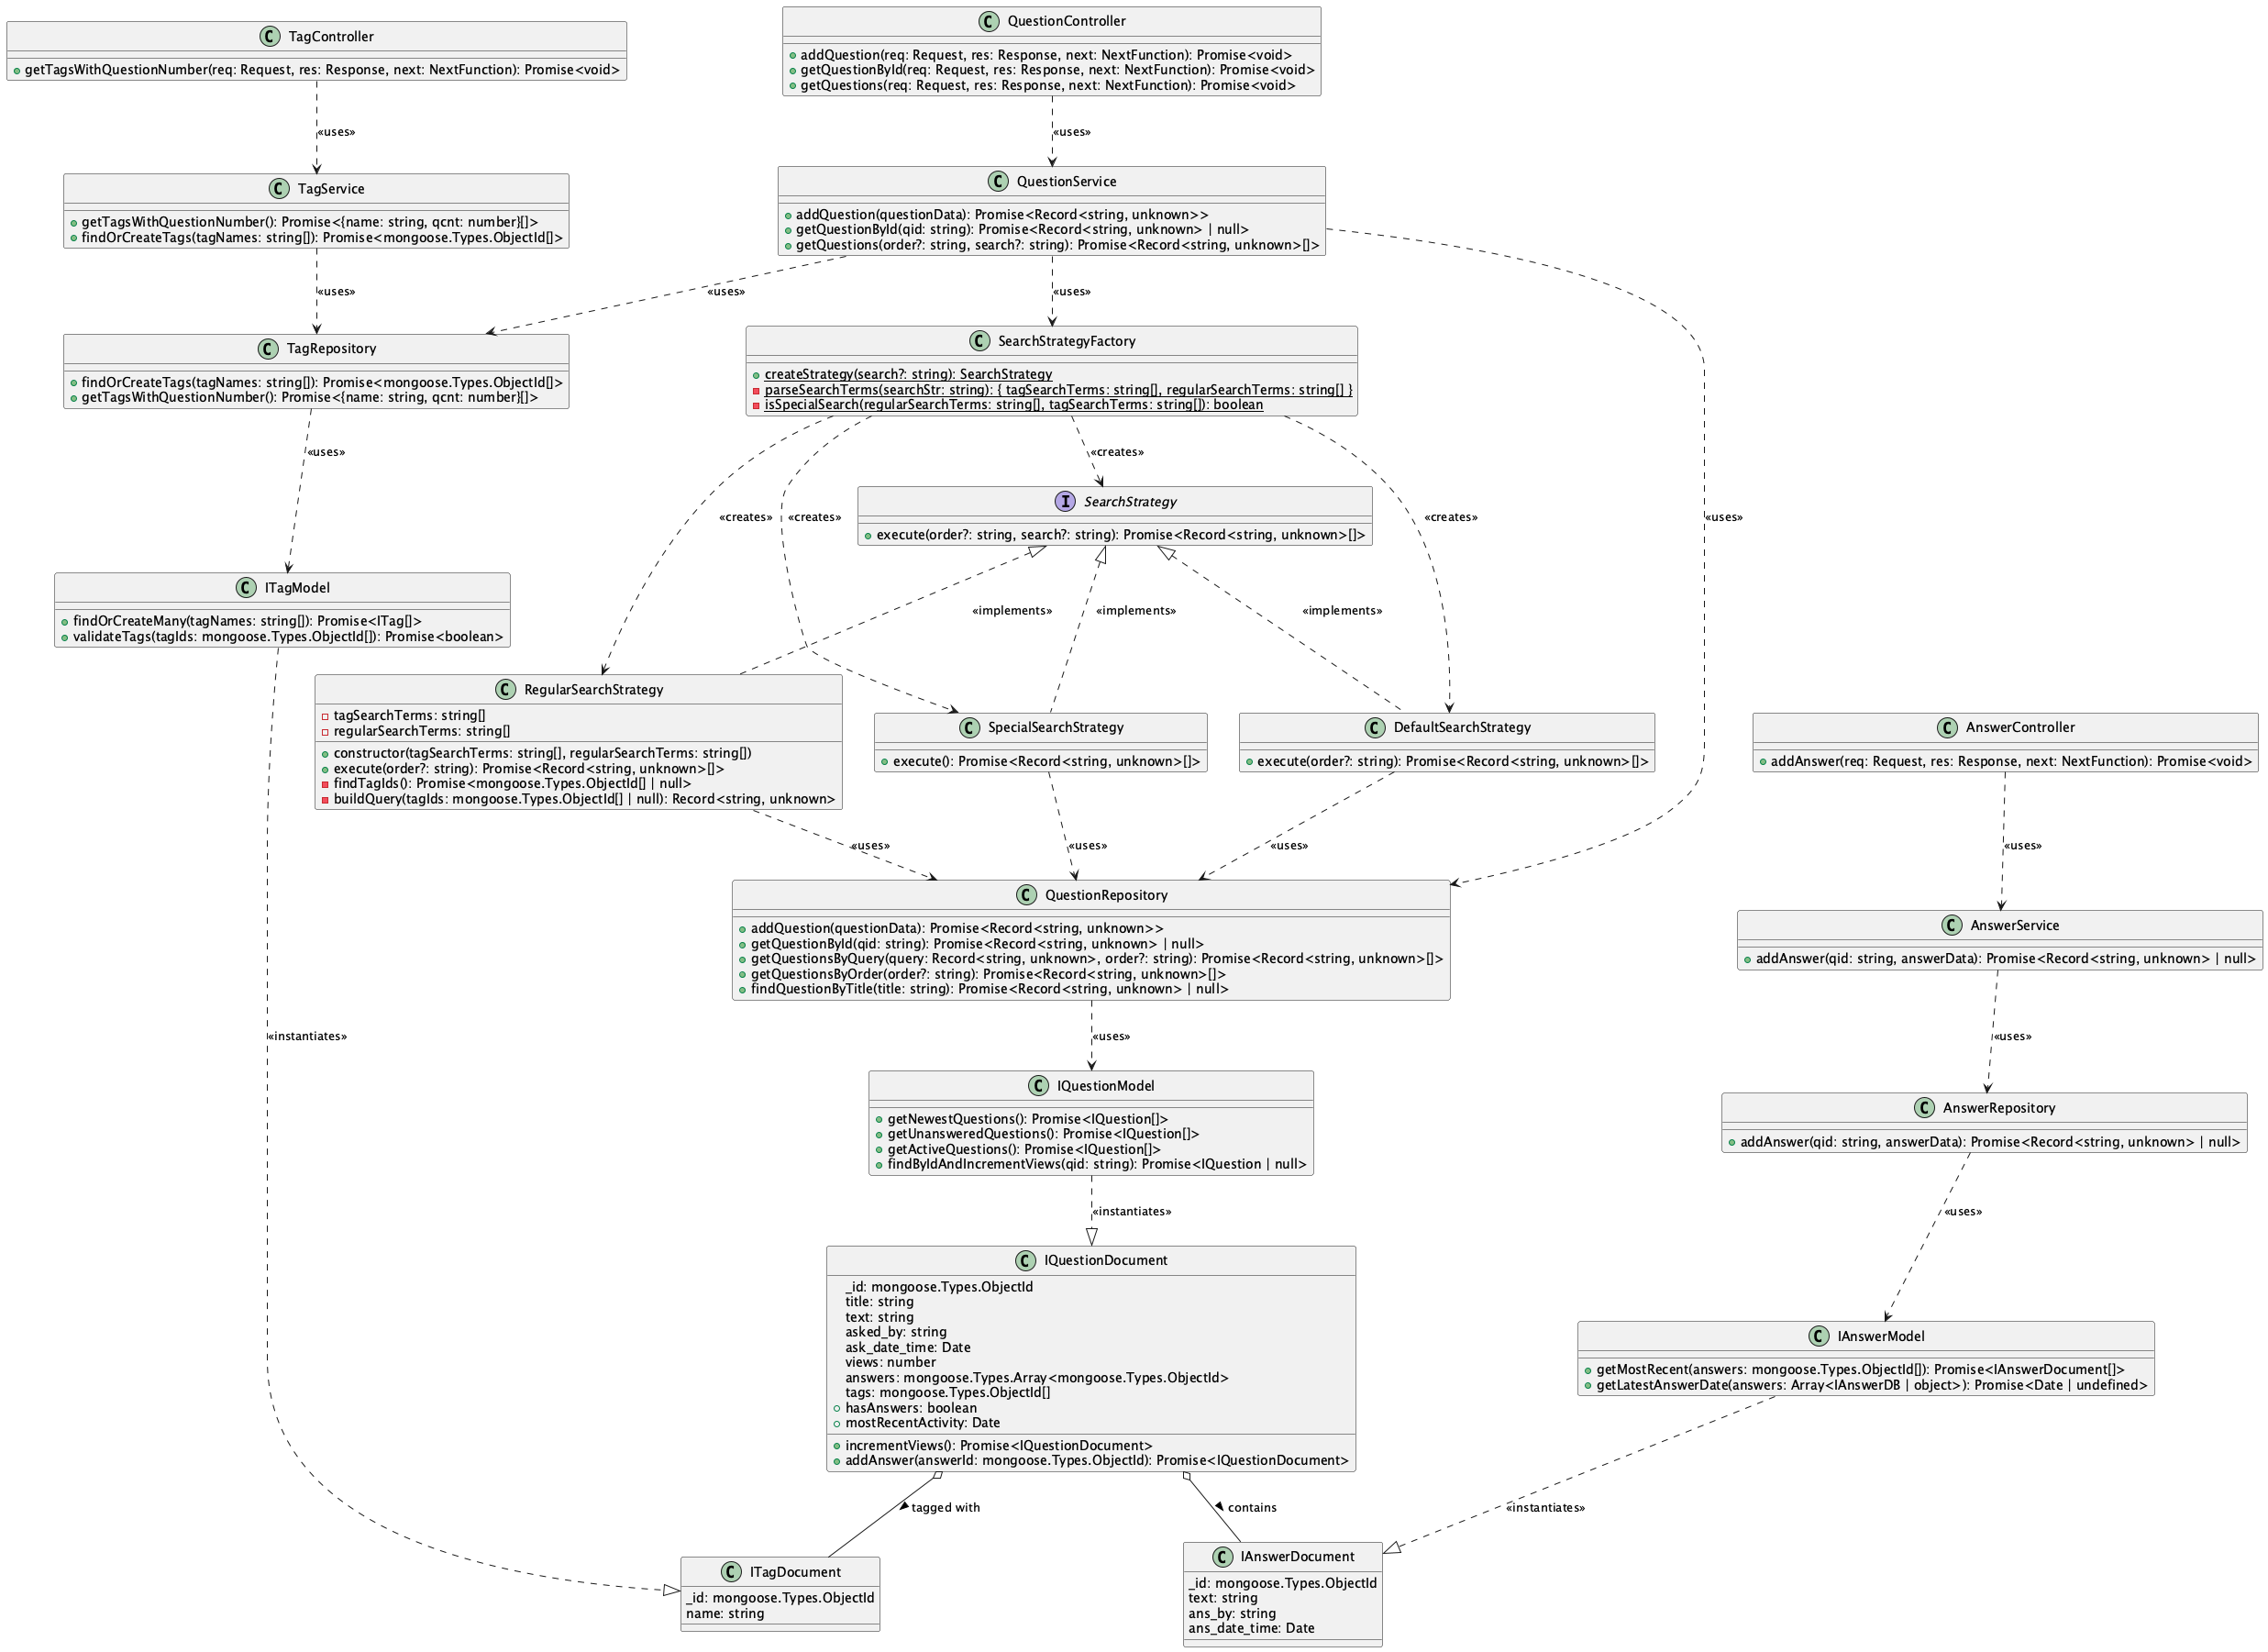 TagController
getTagsWithQuestionNumber(req: Request, res: Response, next: NextFunction): Promise<void>
QuestionController
addQuestion(req: Request, res: Response, next: NextFunction): Promise<void>
getQuestionById(req: Request, res: Response, next: NextFunction): Promise<void>
getQuestions(req: Request, res: Response, next: NextFunction): Promise<void>
«uses»
«uses»
TagService
getTagsWithQuestionNumber(): Promise<{name: string, qcnt: number}[]>
findOrCreateTags(tagNames: string[]): Promise<mongoose.Types.ObjectId[]>
QuestionService
addQuestion(questionData): Promise<Record<string, unknown>>
getQuestionById(qid: string): Promise<Record<string, unknown> | null>
getQuestions(order?: string, search?: string): Promise<Record<string, unknown>[]>
«uses»
«uses»
«uses»
TagRepository
findOrCreateTags(tagNames: string[]): Promise<mongoose.Types.ObjectId[]>
getTagsWithQuestionNumber(): Promise<{name: string, qcnt: number}[]>
SearchStrategyFactory
createStrategy(search?: string): SearchStrategy
parseSearchTerms(searchStr: string): { tagSearchTerms: string[], regularSearchTerms: string[] }
isSpecialSearch(regularSearchTerms: string[], tagSearchTerms: string[]): boolean
«uses»
«creates»
«creates»
«creates»
«creates»
«uses»
I SearchStrategy
execute(order?: string, search?: string): Promise<Record<string, unknown>[]>
ITagModel
findOrCreateMany(tagNames: string[]): Promise<ITag[]>
validateTags(tagIds: mongoose.Types.ObjectId[]): Promise<boolean>
«implements»
«implements»
«implements»
RegularSearchStrategy
tagSearchTerms: string[]
regularSearchTerms: string[]
constructor(tagSearchTerms: string[], regularSearchTerms: string[])
execute(order?: string): Promise<Record<string, unknown>[]>
findTagIds(): Promise<mongoose.Types.ObjectId[] | null>
buildQuery(tagIds: mongoose.Types.ObjectId[] | null): Record<string, unknown>
SpecialSearchStrategy
execute(): Promise<Record<string, unknown>[]>
DefaultSearchStrategy
execute(order?: string): Promise<Record<string, unknown>[]>
AnswerController
addAnswer(req: Request, res: Response, next: NextFunction): Promise<void>
«uses»
«uses»
«uses»
«uses»
QuestionRepository
addQuestion(questionData): Promise<Record<string, unknown>>
getQuestionById(qid: string): Promise<Record<string, unknown> | null>
getQuestionsByQuery(query: Record<string, unknown>, order?: string): Promise<Record<string, unknown>[]>
getQuestionsByOrder(order?: string): Promise<Record<string, unknown>[]>
findQuestionByTitle(title: string): Promise<Record<string, unknown> | null>
AnswerService
addAnswer(qid: string, answerData): Promise<Record<string, unknown> | null>
«instantiates»
«uses»
«uses»
IQuestionModel
getNewestQuestions(): Promise<IQuestion[]>
getUnansweredQuestions(): Promise<IQuestion[]>
getActiveQuestions(): Promise<IQuestion[]>
findByIdAndIncrementViews(qid: string): Promise<IQuestion | null>
AnswerRepository
addAnswer(qid: string, answerData): Promise<Record<string, unknown> | null>
«instantiates»
«uses»
IQuestionDocument
_id: mongoose.Types.ObjectId
title: string
text: string
asked_by: string
ask_date_time: Date
views: number
answers: mongoose.Types.Array<mongoose.Types.ObjectId>
tags: mongoose.Types.ObjectId[]
hasAnswers: boolean
mostRecentActivity: Date
incrementViews(): Promise<IQuestionDocument>
addAnswer(answerId: mongoose.Types.ObjectId): Promise<IQuestionDocument>
IAnswerModel
getMostRecent(answers: mongoose.Types.ObjectId[]): Promise<IAnswerDocument[]>
getLatestAnswerDate(answers: Array<IAnswerDB | object>): Promise<Date | undefined>
tagged with
contains
«instantiates»
ITagDocument
_id: mongoose.Types.ObjectId
name: string
IAnswerDocument
_id: mongoose.Types.ObjectId
text: string
ans_by: string
ans_date_time: Date